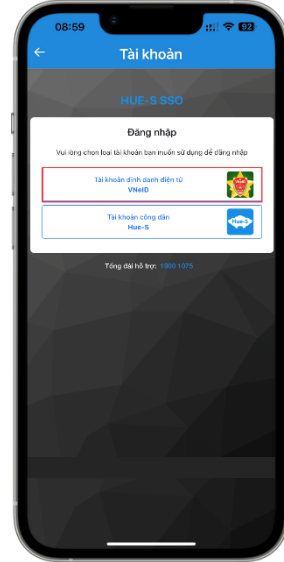 08:59
92
Tài khoản
HUE-S SSO
Đăng nhập
Vui lòng chọn loại tài khoản bạn muốn sử dụng để đăng nhập
Tài khoản định danh điện tử
VNeID
Tài khoản công dân
Hue-S
Hue-S
Tổng đài hỗ trợ: 1900 1075